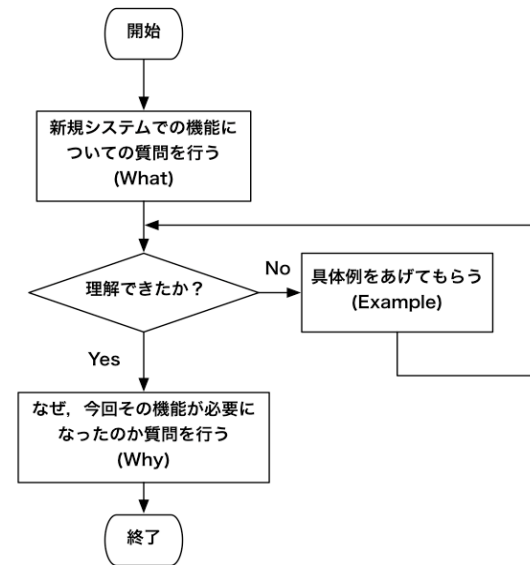 開始
新規システムでの機能に
ついての質問を行う
(What)
理解できたか？
No
具体例をあげてもらう
(Example)
Yes
なぜ，今回その機能が必要に
なったのか質問を行う
(Why)
終了